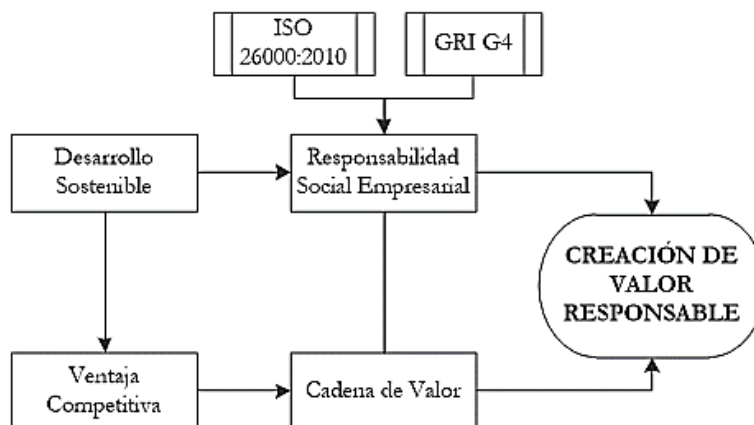 ISO
26000:2010
GRI G4
Desarrollo
Sostenible
Responsabilidad
Social Empresarial
CREACIÓN DE
VALOR
RESPONSABLE
Ventaja
Competitiva
Cadena de Valor